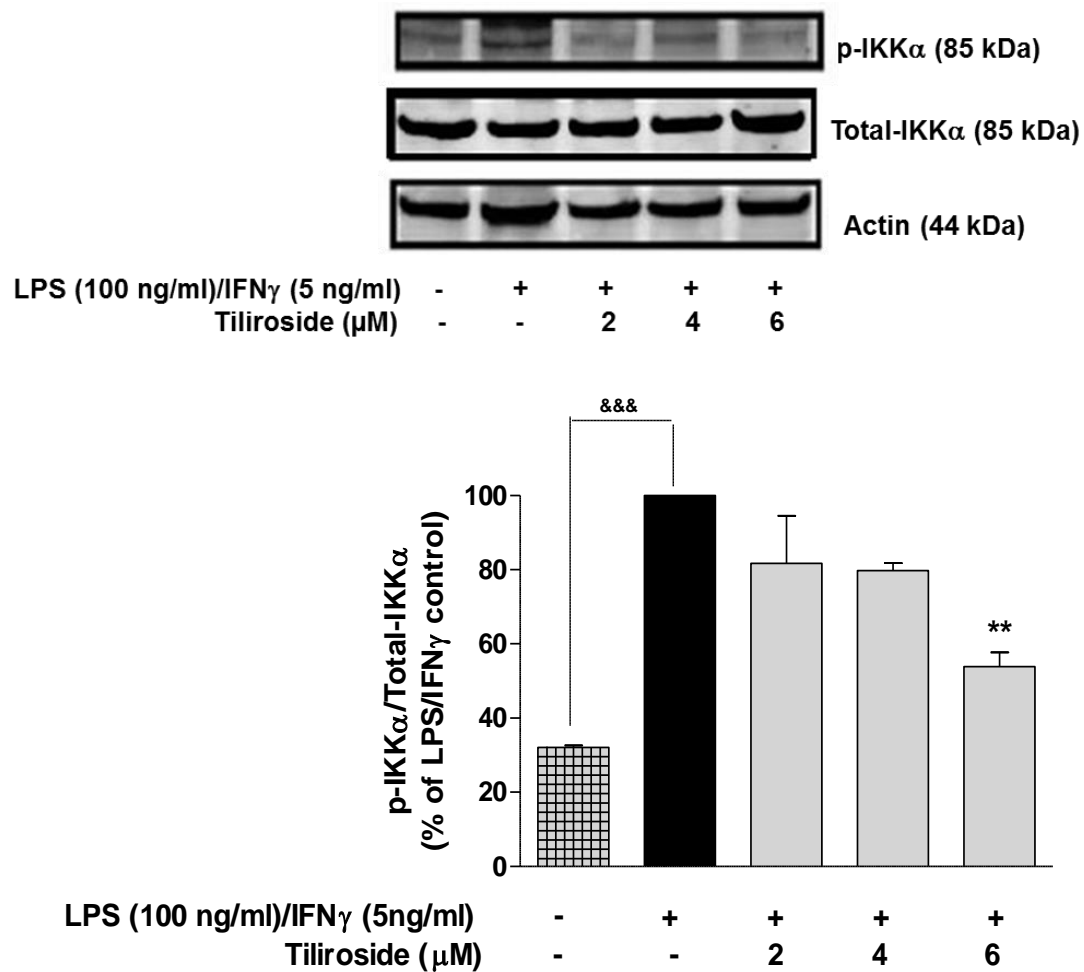 p-IKKα (85 kDa)
Total-IKKα (85 kDa)
Actin (44 kDa)
LPS (100 ng/ml)/IFNγ (5 ng/ml) - + + + +
Tiliroside (µM) - - 2 4 6
&&&
100
80
60
40
20
0
**
p-IKKα/Total-IKKα
(% of LPS/IFNγ control)
LPS (100 ng/ml)/IFNγ (5ng/ml) - + + + +
Tiliroside (μM) - - 2 4 6